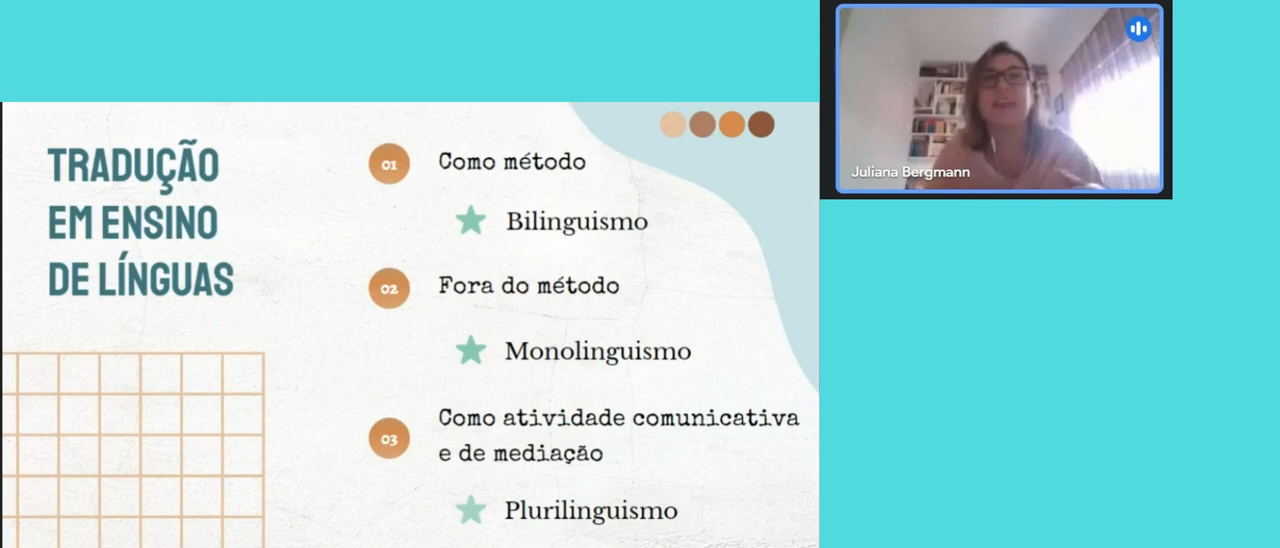 TRADUÇÃO
EM ENSINO
DE LÍNGUAS
01
Como método
Bilinguismo
02
Fora do método
Monolinguismo
03
Como atividade comunicativa
e de mediação
Plurilinguismo
Juliana Bergmann